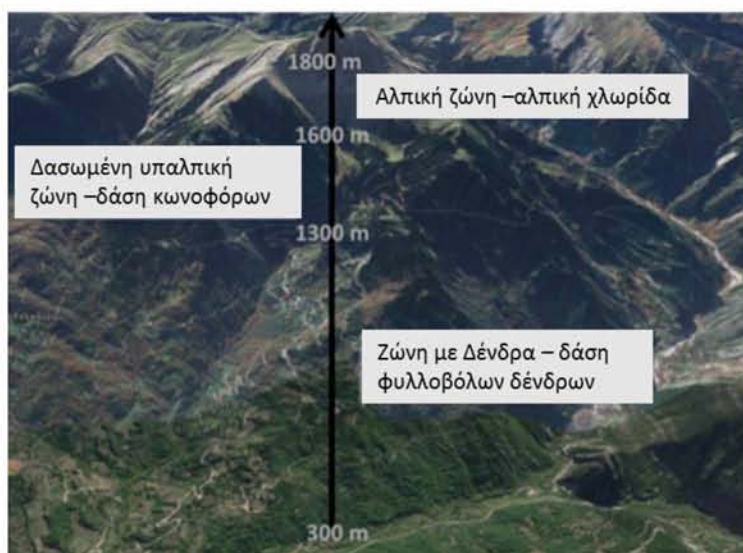 1800 m
Αλπική ζώνη –αλπική χλωρίδα
1600 m
Δασωμένη υπαλπική
ζώνη –δάση κωνοφόρων
1300 m
Ζώνη με Δένδρα – δάση
φυλλοβόλων δένδρων
300 m